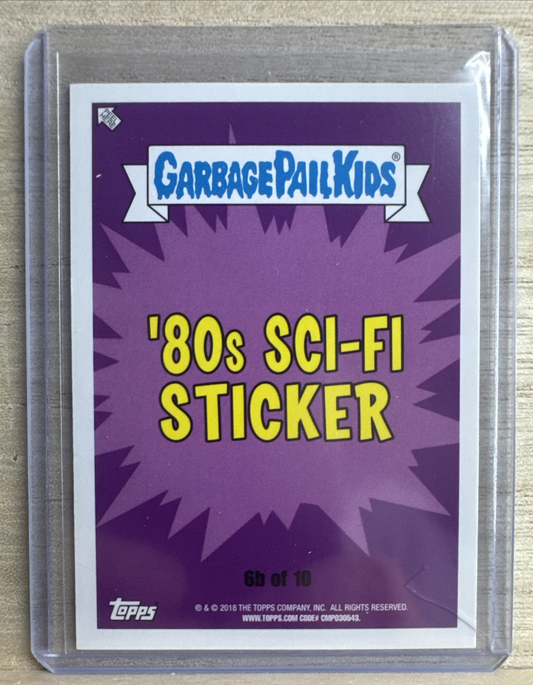 GARBAGE PAIL KIDS®
'80s SCI-FI
STICKER
6b of 10
topps
® & © 2018 THE TOPPS COMPANY, INC. ALL RIGHTS RESERVED.
WWW.TOPPS.COM CODE# CMP030543.